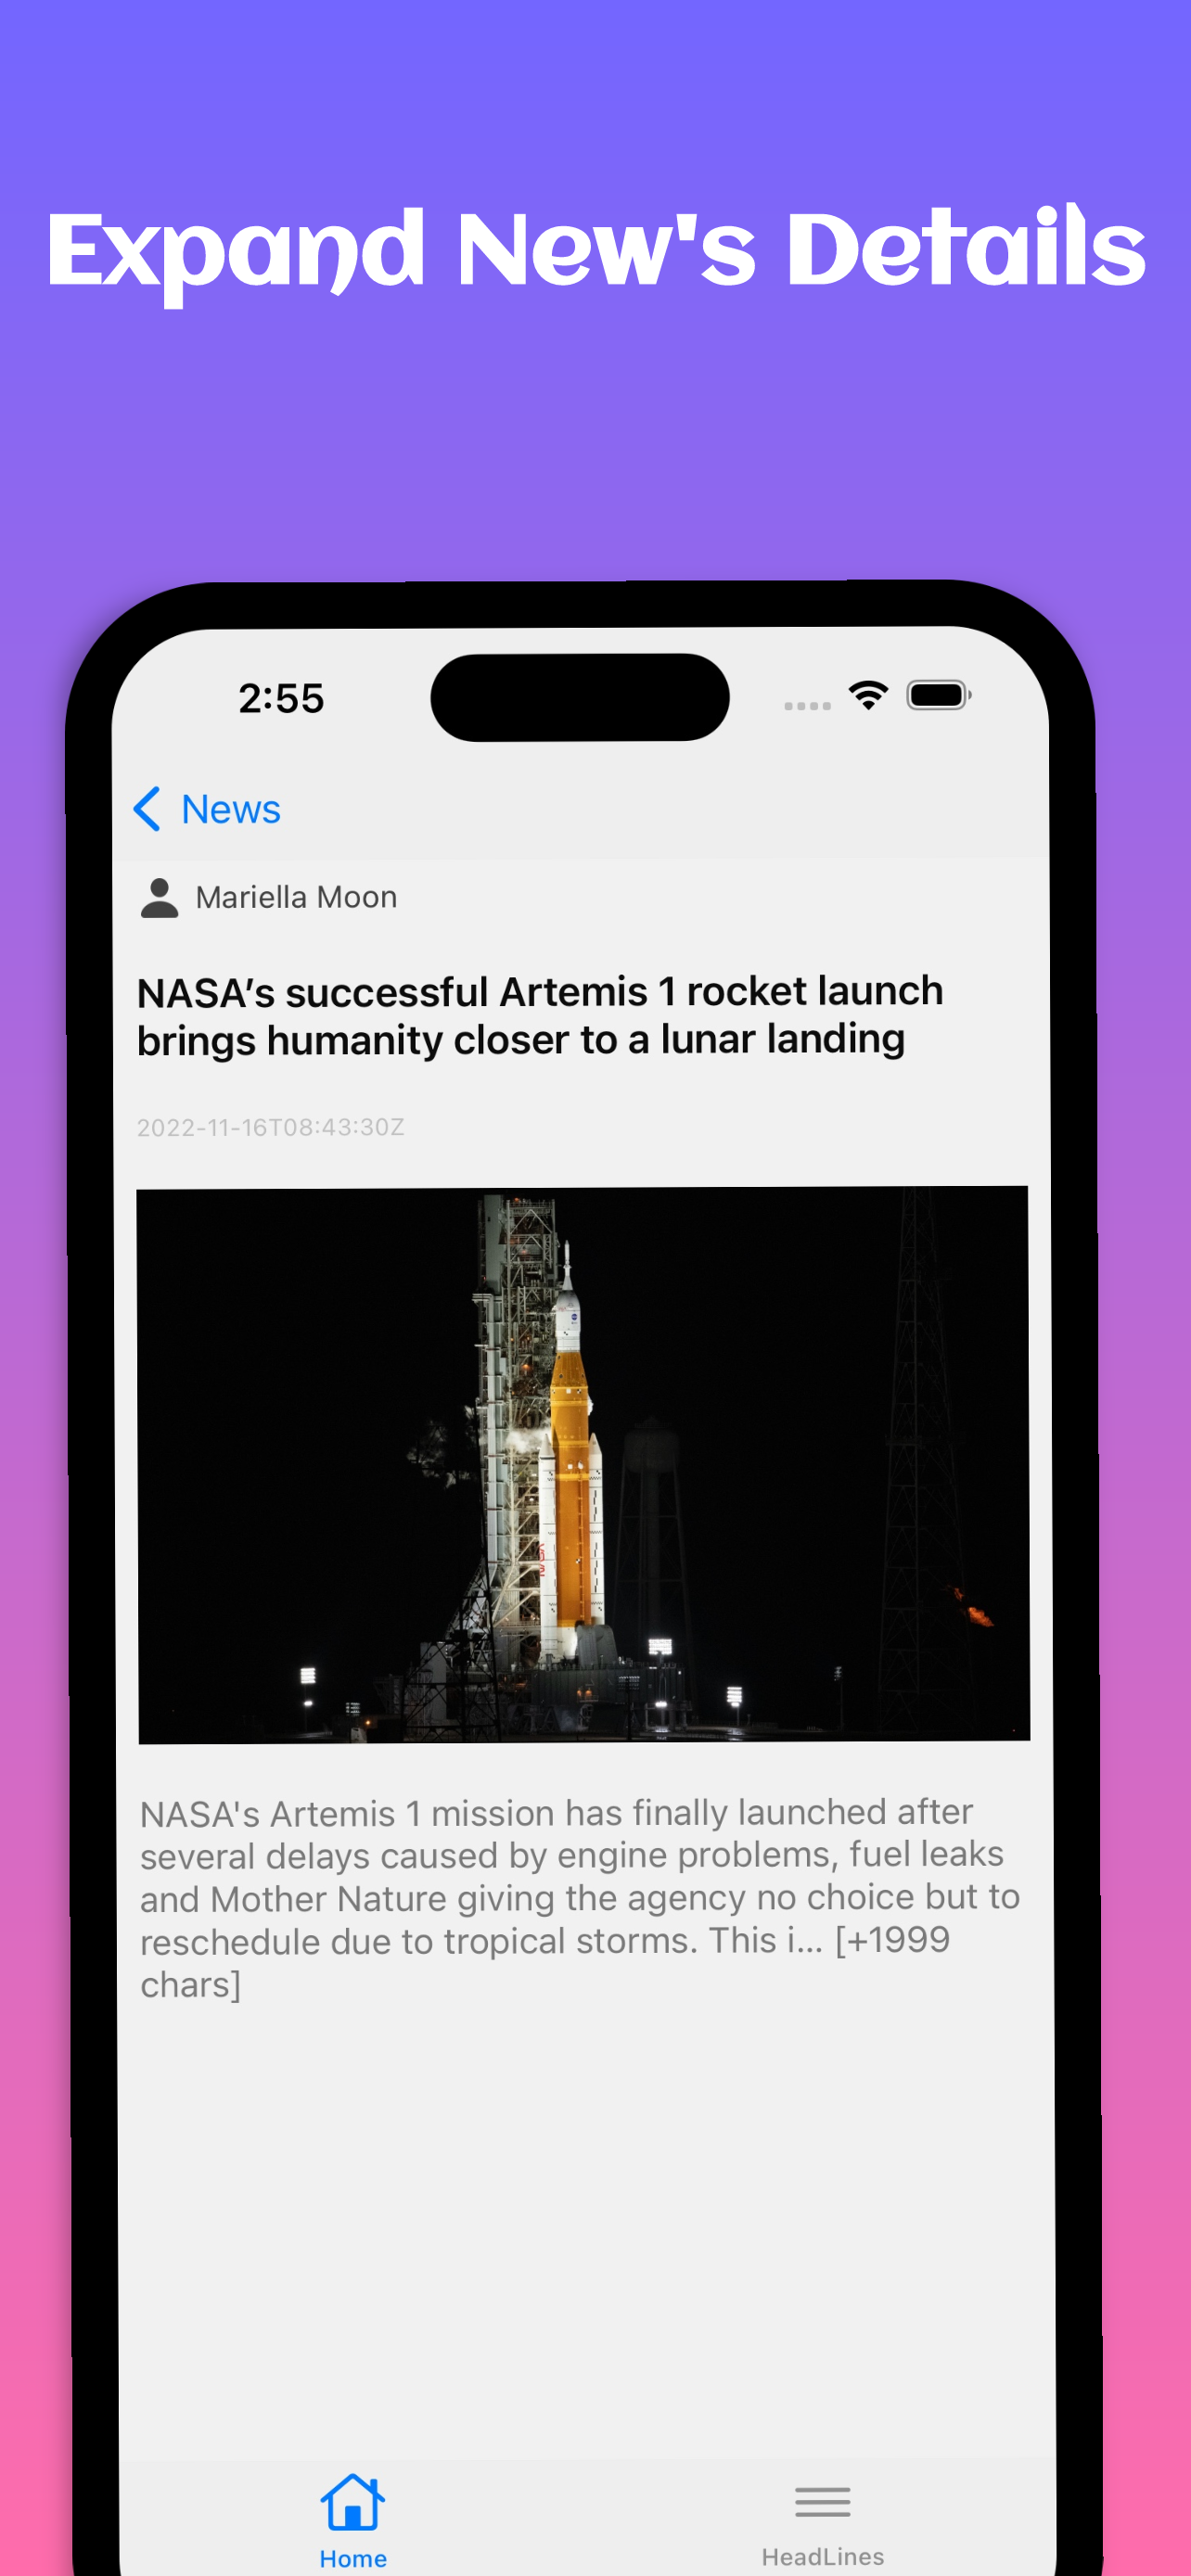 Expand New's Details
2:55
News
Mariella Moon
NASA’s successful Artemis 1 rocket launch
brings humanity closer to a lunar landing
2022-11-16T08:43:30Z
NASA's Artemis 1 mission has finally launched after
several delays caused by engine problems, fuel leaks
and Mother Nature giving the agency no choice but to
reschedule due to tropical storms. This i… [+1999
chars]
Home
HeadLines